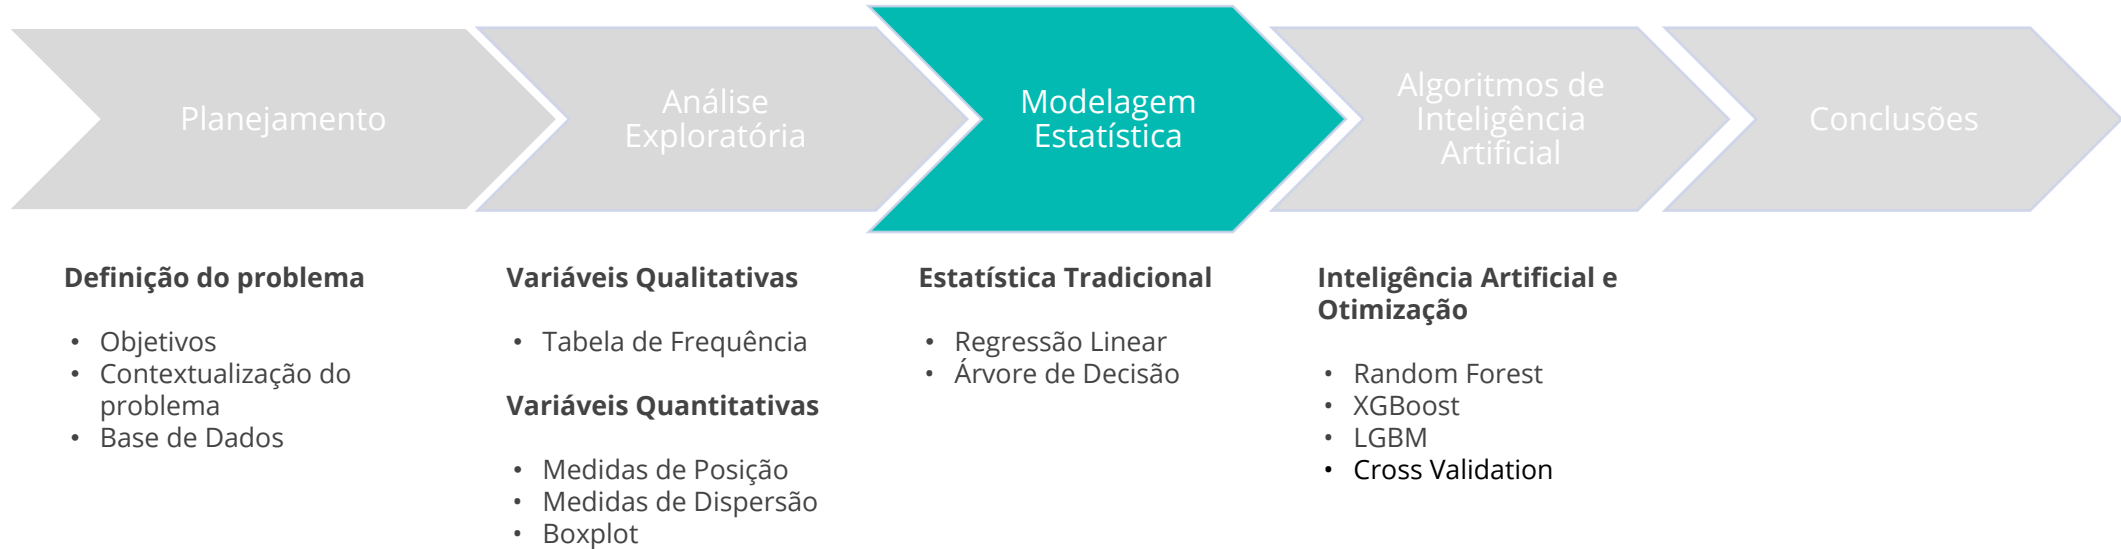 Planejamento
Análise
Exploratória
Modelagem
Estatística
Algoritmos de
Inteligência
Artificial
Conclusões
Definição do problema
• Objetivos
• Contextualização do
problema
• Base de Dados
Variáveis Qualitativas
• Tabela de Frequência
Variáveis Quantitativas
• Medidas de Posição
• Medidas de Dispersão
• Boxplot
Estatística Tradicional
• Regressão Linear
• Árvore de Decisão
Inteligência Artificial e
Otimização
• Random Forest
• XGBoost
• LGBM
• Cross Validation